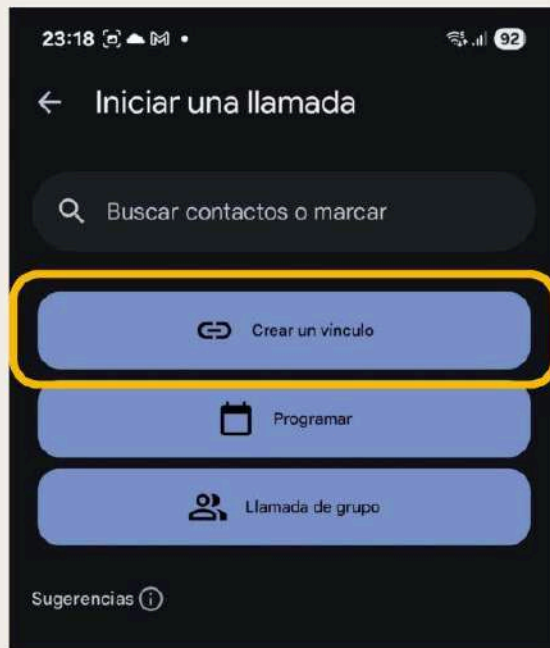 23:18
92
Iniciar una llamada
Buscar contactos o marcar
Crear un vínculo
Programar
Llamada de grupo
Sugerencias